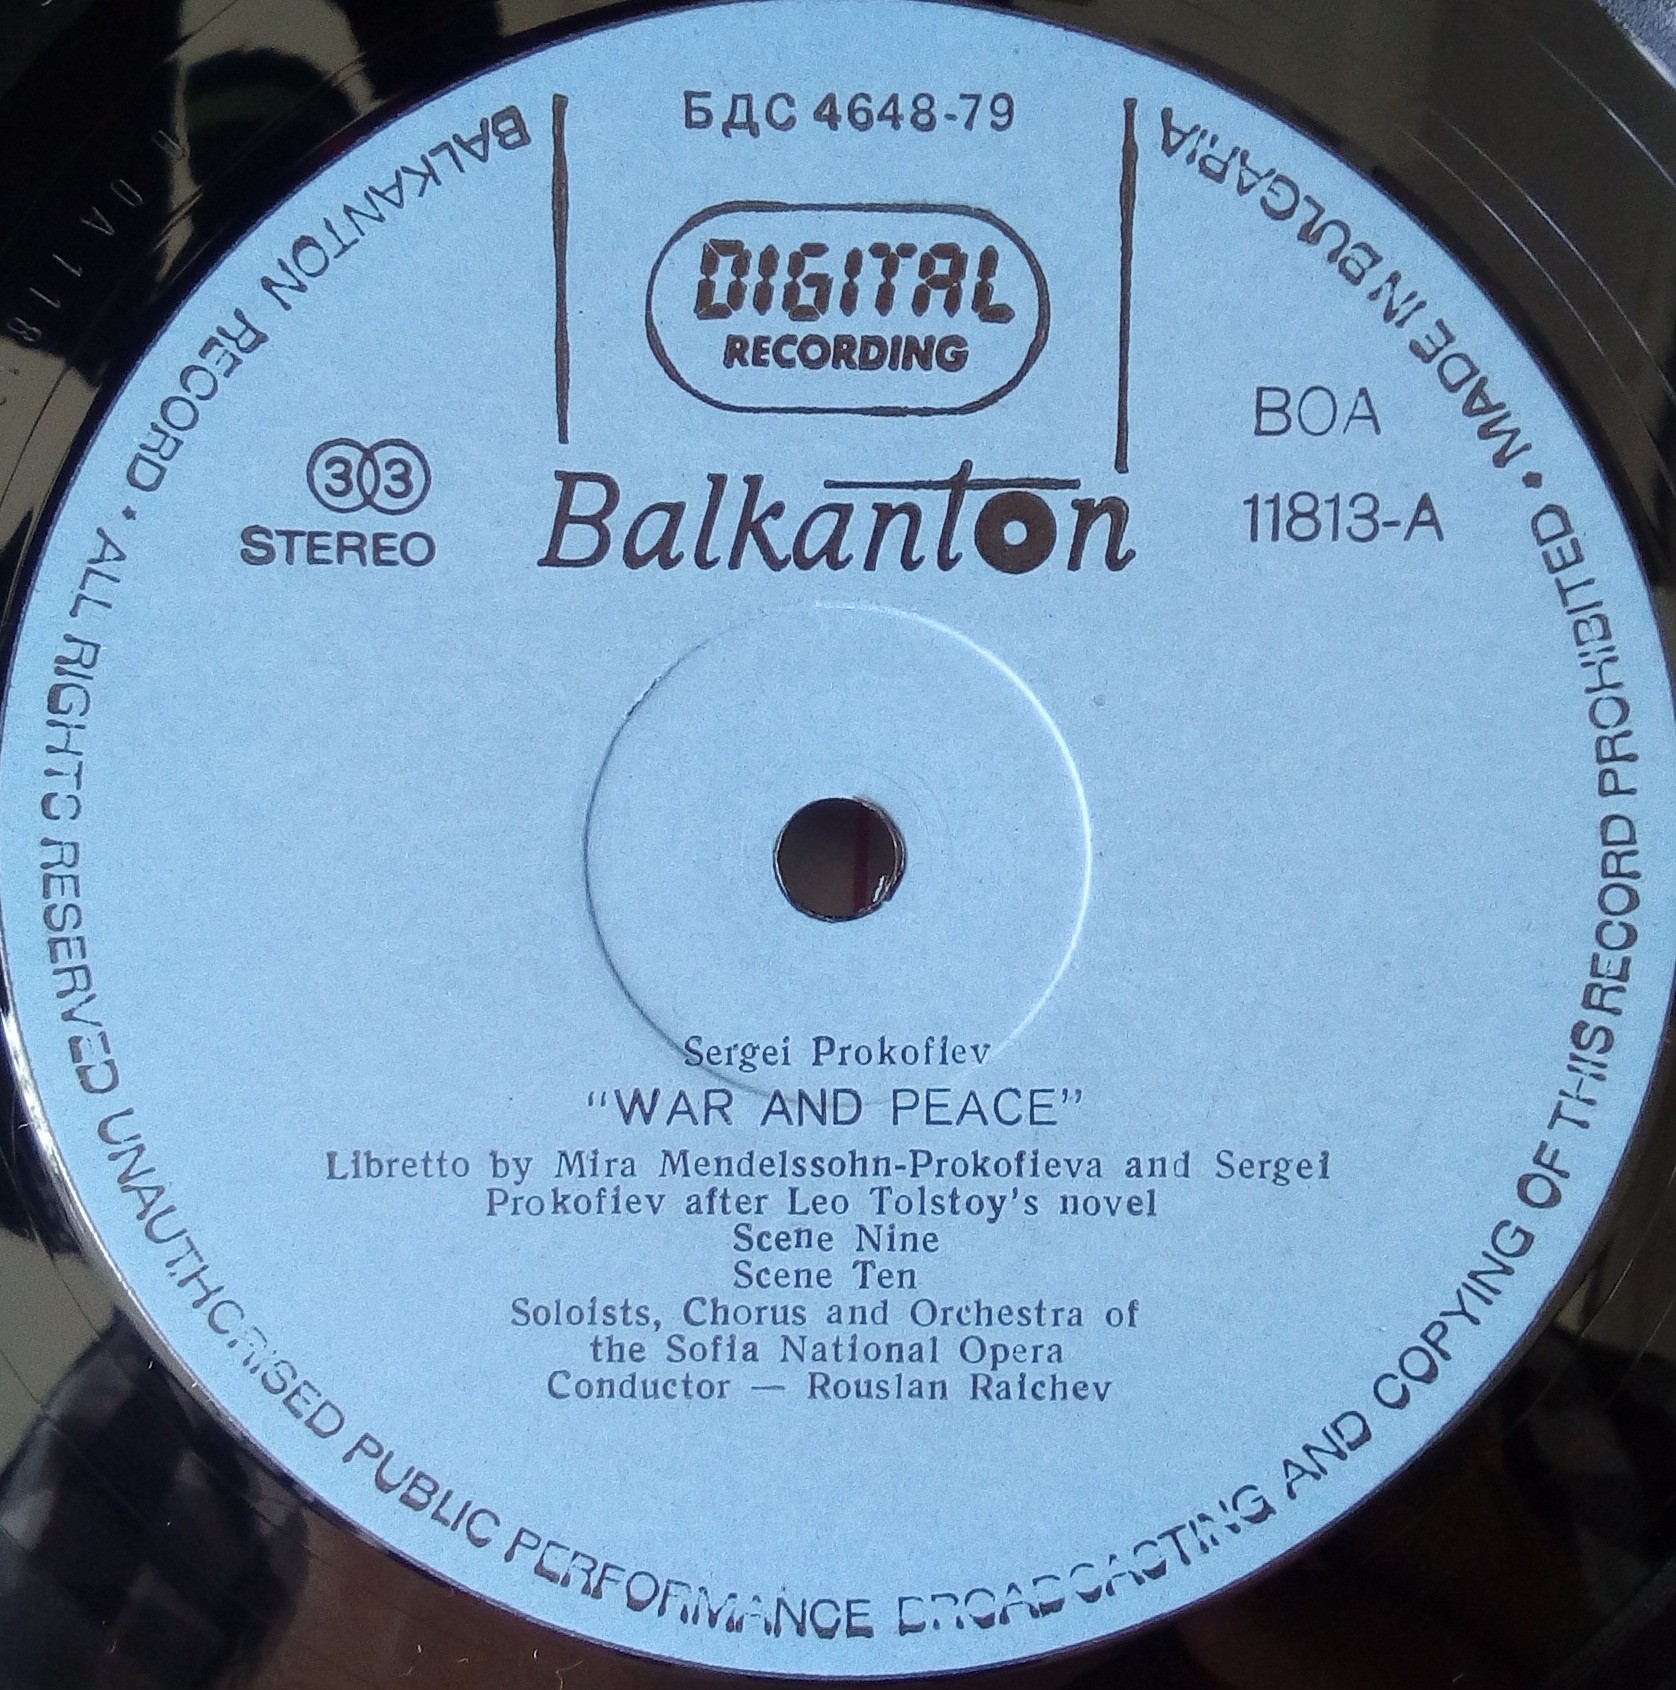 БДС 4648-79
DIGITAL
RECORDING
33
STEREO
Balkanton
BOA
11813-A
Sergei Prokofiev
“WAR AND PEACE”
Libretto by Mira Mendelssohn-Prokofieva and Sergei
Prokofiev after Leo Tolstoy's novel
Scene Nine
Scene Ten
Soloists, Chorus and Orchestra of
the Sofia National Opera
Conductor — Rouslan Raichev
BALKANTON RECORD · ALL RIGHTS RESERVED UNAUTHORISED PUBLIC PERFORMANCE BROADCASTING AND COPYING OF THIS RECORD PROHIBITED · MADE IN BULGARIA